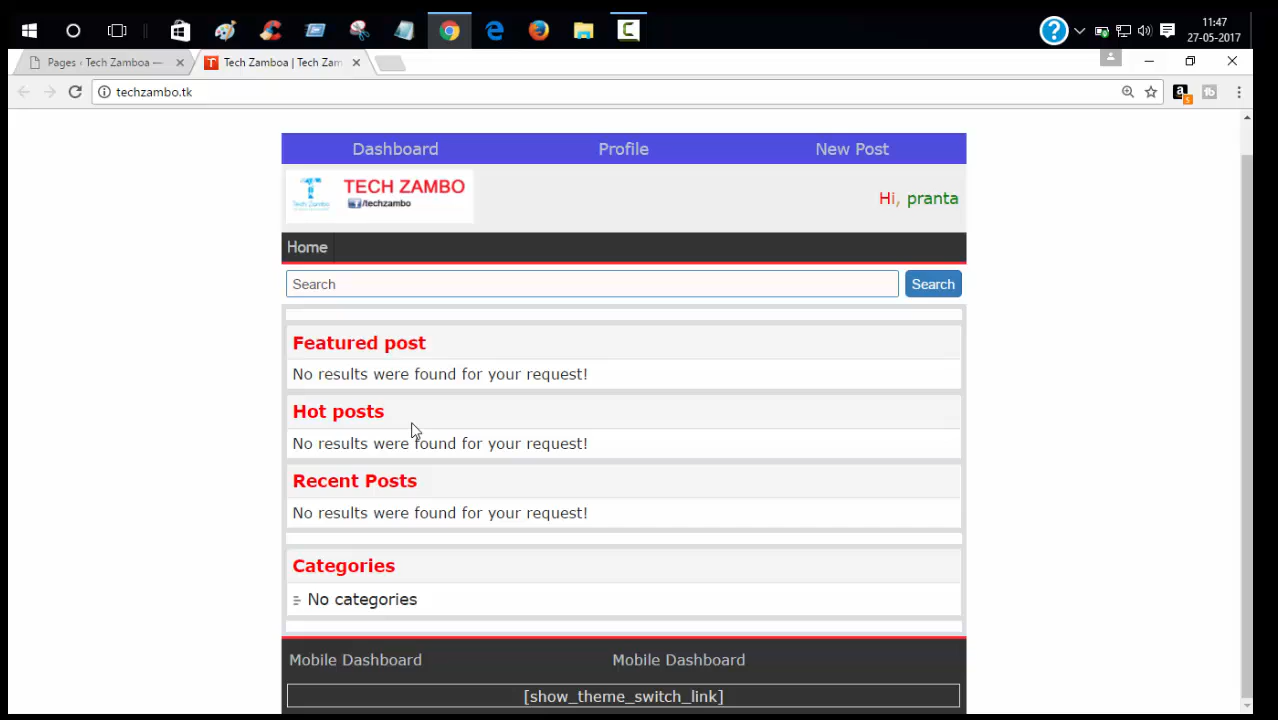 11:47
27-05-2017
Pages ‹ Tech Zamboa —
Tech Zamboa | Tech Zam
techzambo.tk
Dashboard Profile New Post
TECH ZAMBO
/techzambo
Tech Zambo
Hi, pranta
Home
Search Search
Featured post
No results were found for your request!
Hot posts
No results were found for your request!
Recent Posts
No results were found for your request!
Categories
No categories
Mobile Dashboard Mobile Dashboard
[show_theme_switch_link]